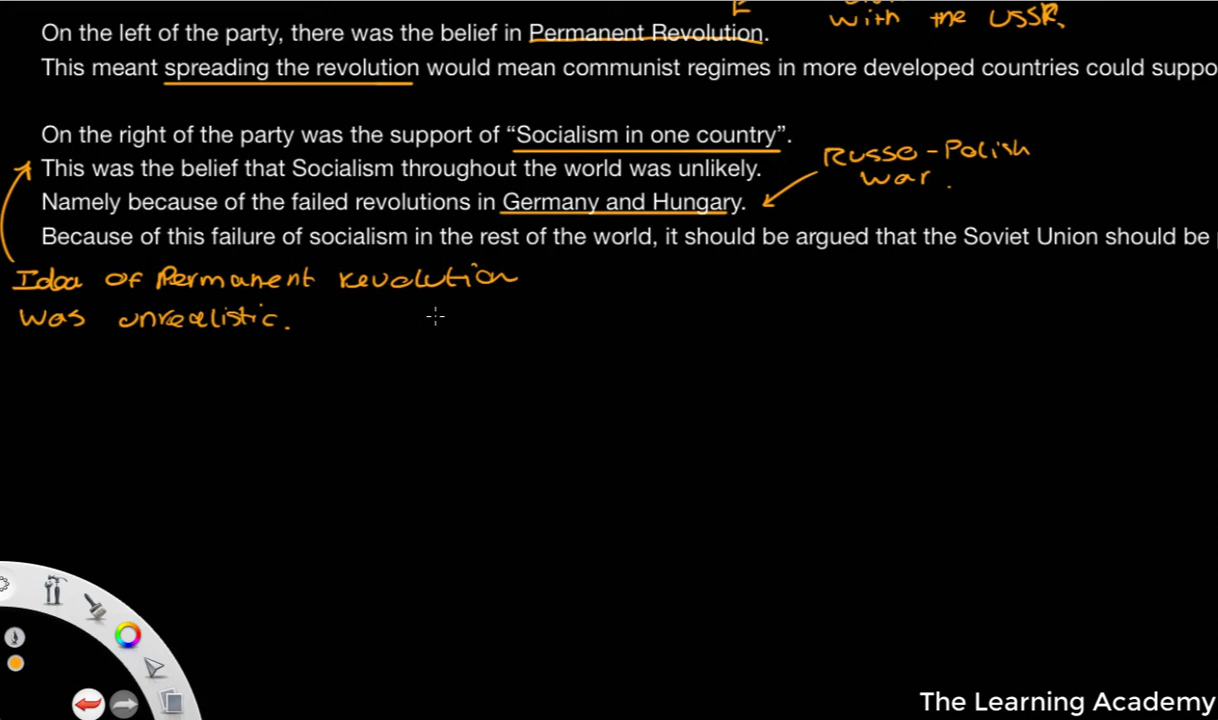 with the USSR.
On the left of the party, there was the belief in Permanent Revolution.
This meant spreading the revolution would mean communist regimes in more developed countries could suppo
On the right of the party was the support of “Socialism in one country”.
Russo-Polish
This was the belief that Socialism throughout the world was unlikely.
war.
Namely because of the failed revolutions in Germany and Hungary.
Because of this failure of socialism in the rest of the world, it should be argued that the Soviet Union should be
Idea of Permanent Revolution
was unrealistic.
The Learning Academy